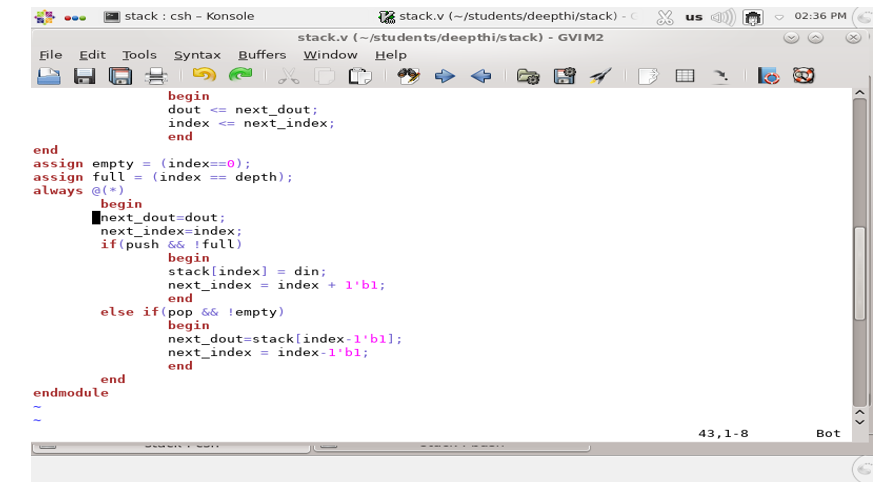 stack : csh – Konsole
stack.v (~/students/deepthi/stack) -
us
02:36 PM
stack.v (~/students/deepthi/stack) - GVIM2
File Edit Tools Syntax Buffers Window Help
begin
dout <= next_dout;
index <= next_index;
end
end
assign empty = (index==0);
assign full = (index == depth);
always @(*)
begin
next_dout=dout;
next_index=index;
if(push && !full)
begin
stack[index] = din;
next_index = index + 1'b1;
end
else if(pop && !empty)
begin
next_dout=stack[index-1'b1];
next_index = index-1'b1;
end
end
endmodule
~
~
43,1-8 Bot